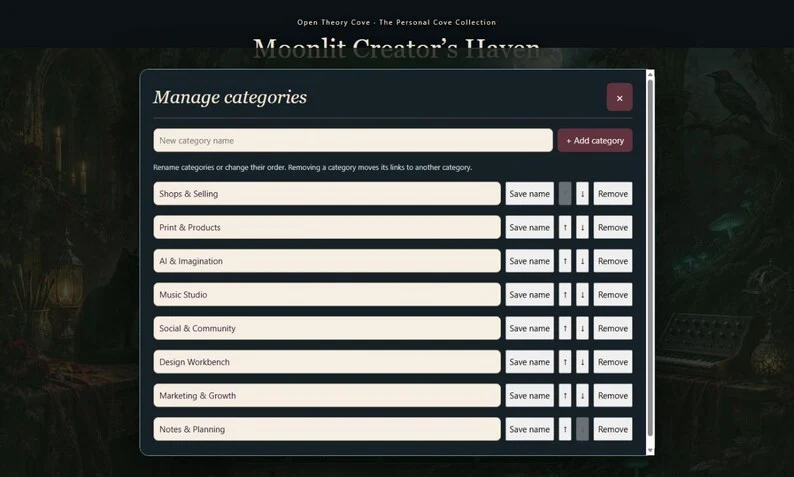 Open Theory Cove - The Personal Cove Collection
Moonlit Creator's Haven
Manage categories ×
New category name + Add category
Rename categories or change their order. Removing a category moves its links to another category.
Shops & Selling Save name ↑ ↓ Remove
Print & Products Save name ↑ ↓ Remove
AI & Imagination Save name ↑ ↓ Remove
Music Studio Save name ↑ ↓ Remove
Social & Community Save name ↑ ↓ Remove
Design Workbench Save name ↑ ↓ Remove
Marketing & Growth Save name ↑ ↓ Remove
Notes & Planning Save name ↑ ↓ Remove